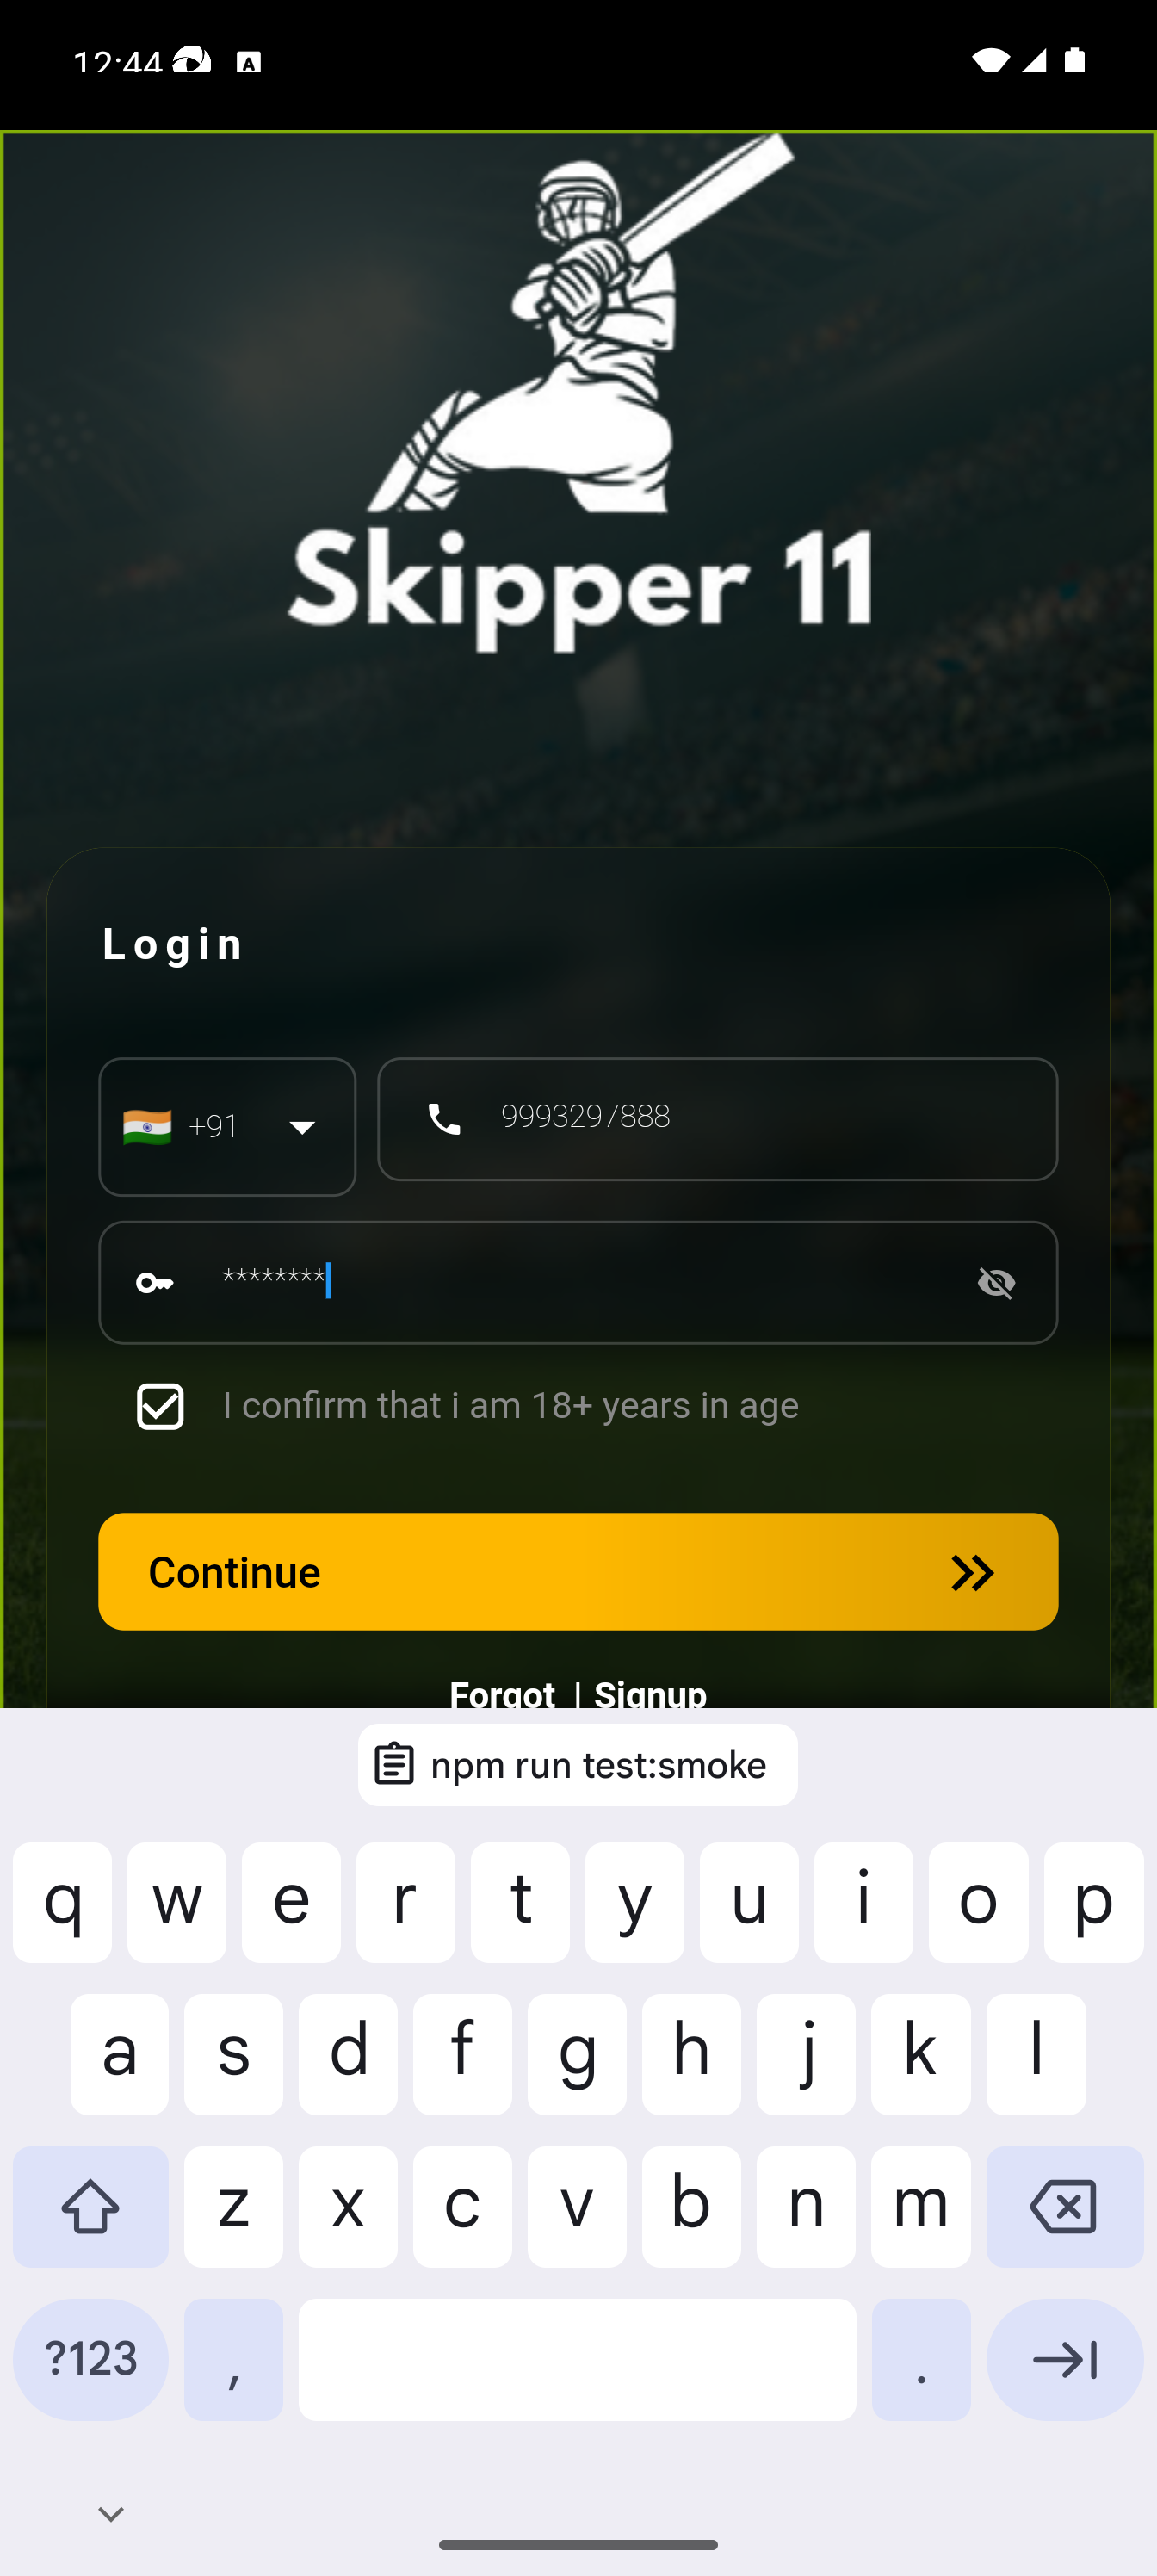 12:44
A
Skipper 11
Login
🇮🇳 +91 9993297888
********
I confirm that i am 18+ years in age
Continue
Forgot | Signup
npm run test:smoke
q w e r t y u i o p
a s d f g h j k l
z x c v b n m
?123 , .